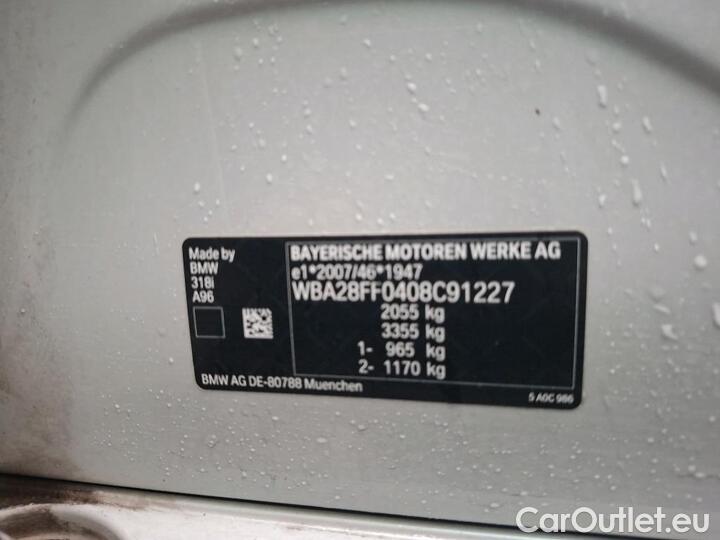 Made by
BMW
318i
A96
BAYERISCHE MOTOREN WERKE AG
e1*2007/46*1947
WBA28FF0408C91227
2055 kg
3355 kg
1- 965 kg
2- 1170 kg
BMW AG DE-80788 Muenchen
5 A0C 986
CarOutlet.eu